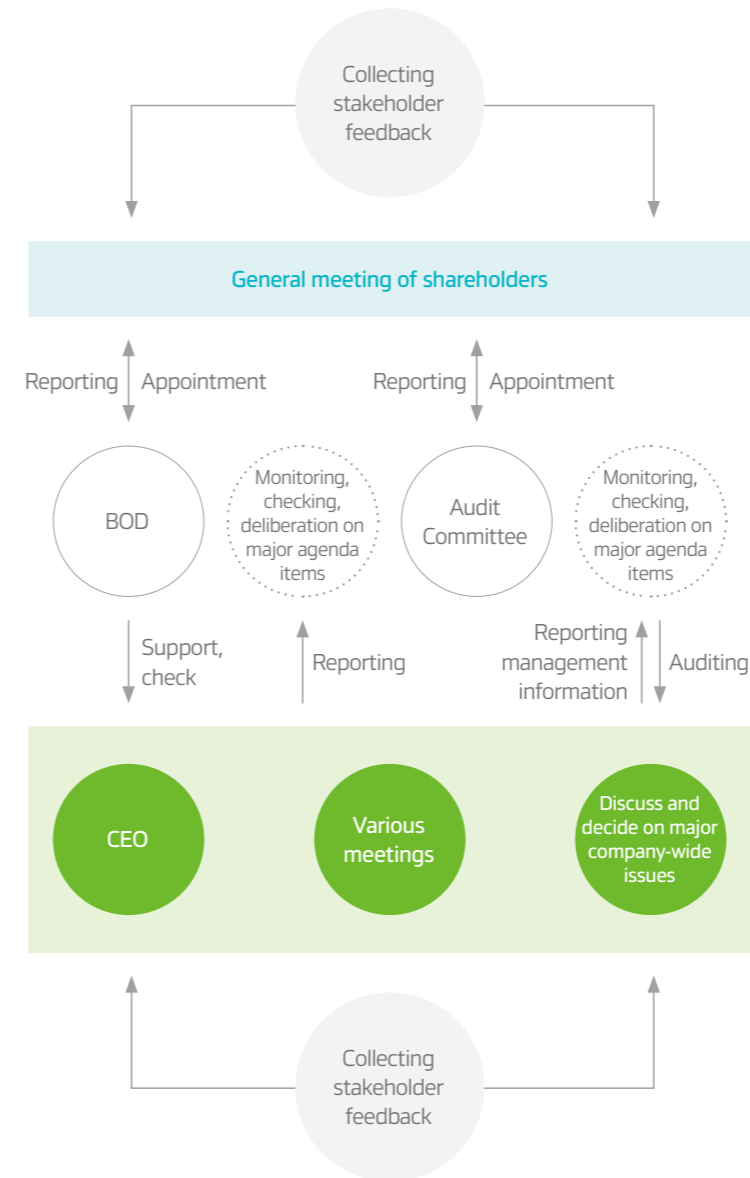 Collecting
stakeholder
feedback
General meeting of shareholders
Reporting
Appointment
Reporting
Appointment
BOD
Monitoring,
checking,
deliberation on
major agenda
items
Audit
Committee
Monitoring,
checking,
deliberation on
major agenda
items
Support,
check
Reporting
Reporting
management
information
Auditing
CEO
Various
meetings
Discuss and
decide on major
company-wide
issues
Collecting
stakeholder
feedback